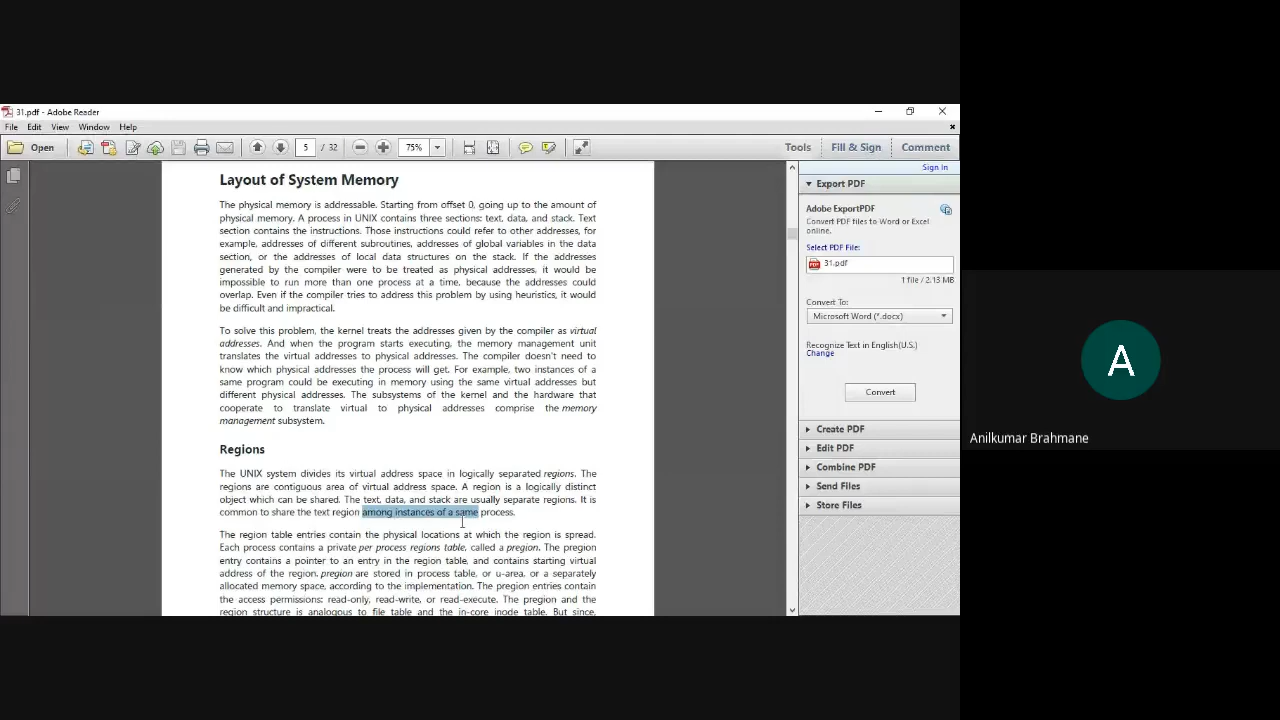 31.pdf - Adobe Reader
File Edit View Window Help
Open 5 / 32 75% Tools Fill & Sign Comment
Sign In
Layout of System Memory
The physical memory is addressable. Starting from offset 0, going up to the amount of
physical memory. A process in UNIX contains three sections: text, data, and stack. Text
section contains the instructions. Those instructions could refer to other addresses, for
example, addresses of different subroutines, addresses of global variables in the data
section, or the addresses of local data structures on the stack. If the addresses
generated by the compiler were to be treated as physical addresses, it would be
impossible to run more than one process at a time, because the addresses could
overlap. Even if the compiler tries to address this problem by using heuristics, it would
be difficult and impractical.
To solve this problem, the kernel treats the addresses given by the compiler as virtual
addresses. And when the program starts executing, the memory management unit
translates the virtual addresses to physical addresses. The compiler doesn't need to
know which physical addresses the process will get. For example, two instances of a
same program could be executing in memory using the same virtual addresses but
different physical addresses. The subsystems of the kernel and the hardware that
cooperate to translate virtual to physical addresses comprise the memory
management subsystem.
Regions
The UNIX system divides its virtual address space in logically separated regions. The
regions are contiguous area of virtual address space. A region is a logically distinct
object which can be shared. The text, data, and stack are usually separate regions. It is
common to share the text region among instances of a same process.
The region table entries contain the physical locations at which the region is spread.
Each process contains a private per process regions table, called a pregion. The pregion
entry contains a pointer to an entry in the region table, and contains starting virtual
address of the region. pregion are stored in process table, or u-area, or a separately
allocated memory space, according to the implementation. The pregion entries contain
the access permissions: read-only, read-write, or read-execute. The pregion and the
region structure is analogous to file table and the in-core inode table. But since,
Export PDF
Adobe ExportPDF
Convert PDF files to Word or Excel
online.
Select PDF File:
31.pdf
1 file / 2.13 MB
Convert To:
Microsoft Word (*.docx)
Recognize Text in English(U.S.)
Change
Convert
Create PDF
Edit PDF
Combine PDF
Send Files
Store Files
A
Anilkumar Brahmane